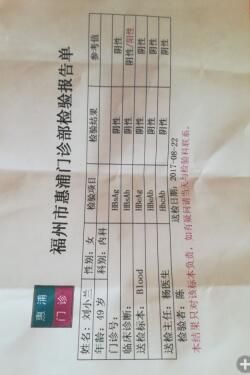 惠浦
门诊
福州市惠浦门诊部检验报告单
姓名：刘小兰 性别：女
年龄：49 岁 科别：内科
门诊号：
临床诊断：
送检标本：Blood
检验项目 检验结果 参考值
HBsAg 阴性 阴性
HBsAb 阴性 阴性/阳性
HBeAg 阴性 阴性
HBeAb 阴性 阴性
HBcAb 阴性 阴性
送检主任：杨医生 送检日期：2017-08-22
检验者：陈
本结果只对该标本负责，如有疑问请当天与检验科联系。